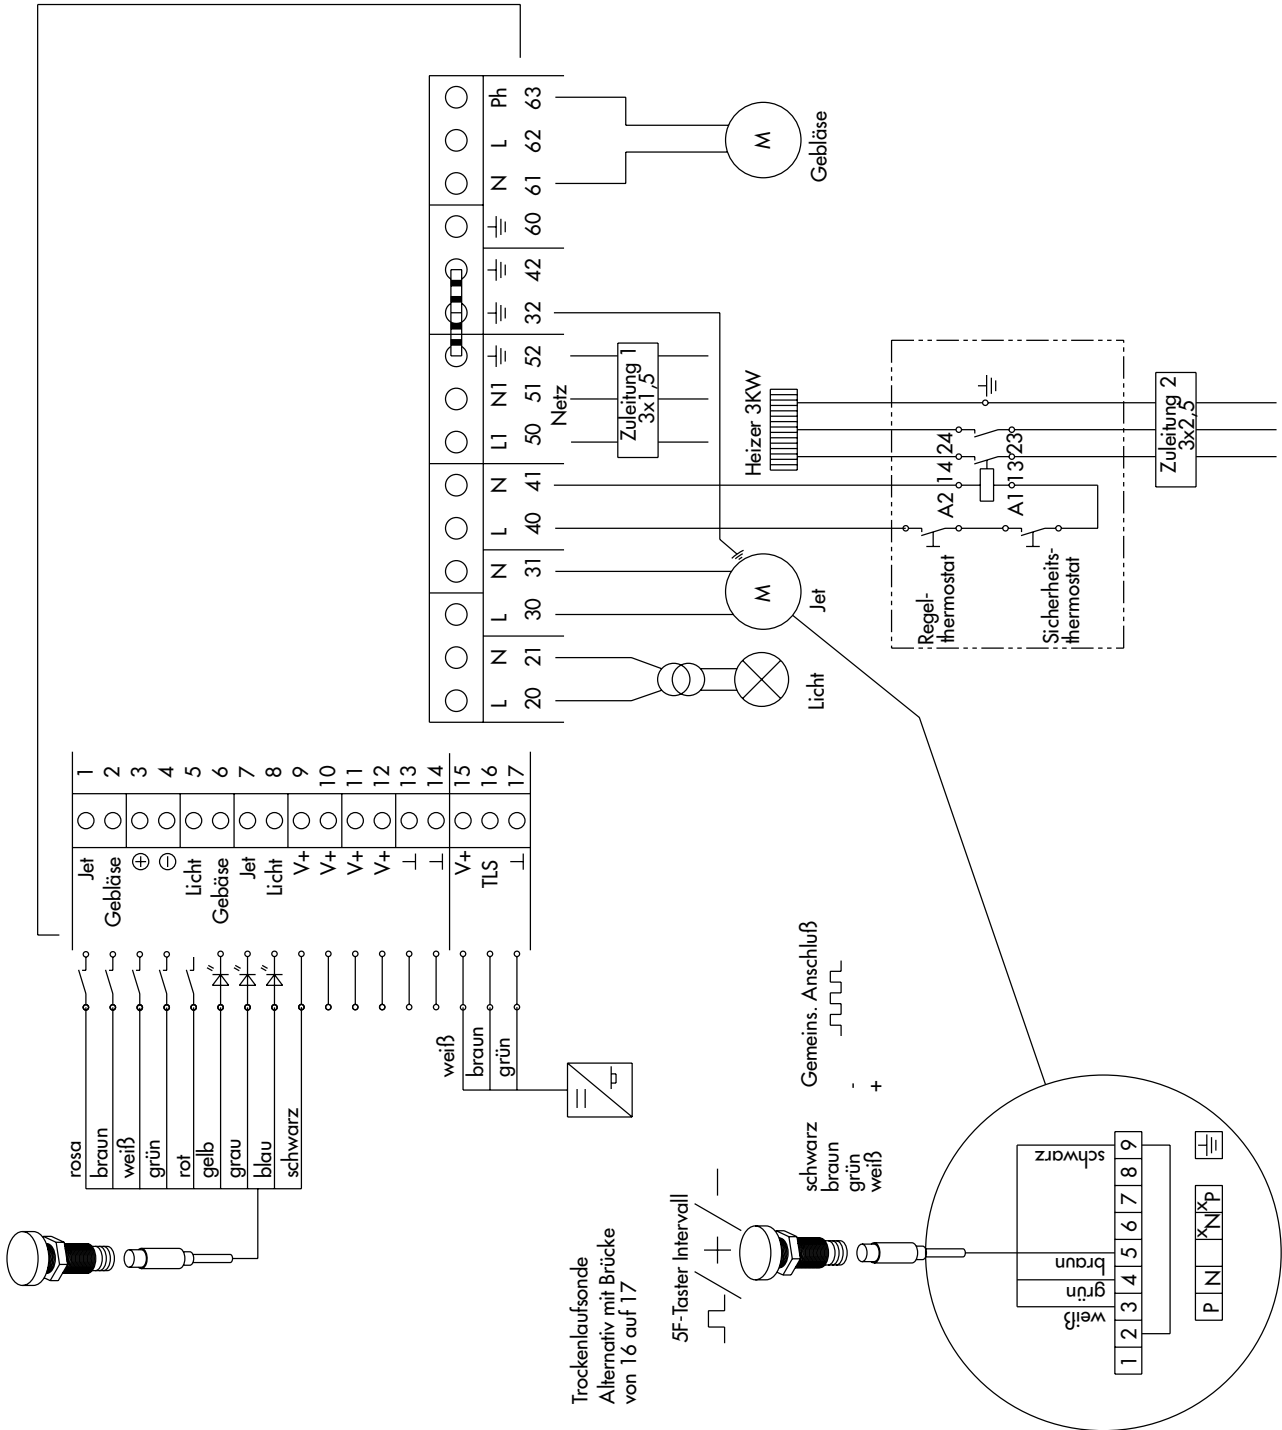 Ph 63
L 62
N 61
60
42
32
52
N1 51
L1 50
Netz
N 41
L 40
N 31
L 30
N 21
L 20
M
Gebläse
Zuleitung 1
3x1,5
Heizer 3KW
24
14
A2
23
13
A1
Zuleitung 2
3x2,5
Regel-
thermostat
Sicherheits-
thermostat
M
Jet
Licht
Jet 1
Gebläse 2
+ 3
- 4
Licht 5
Gebäse 6
Jet 7
Licht 8
V+ 9
V+ 10
V+ 11
V+ 12
⊥ 13
⊥ 14
V+ 15
TLS 16
⊥ 17
rosa
braun
weiß
grün
rot
gelb
grau
blau
schwarz
weiß
braun
grün
Trockenlaufsonde
Alternativ mit Brücke
von 16 auf 17
5F-Taster Intervall
+
—
schwarz Gemeins. Anschluß
braun
grün -
weiß +
schwarz
braun
grün
weiß
1 2 3 4 5 6 7 8 9
P N XN XP